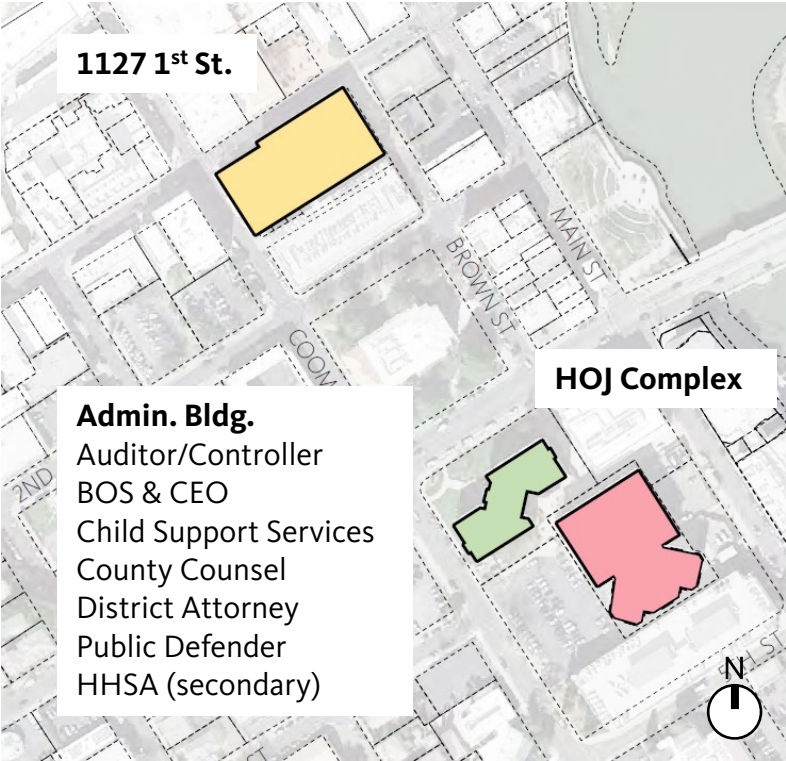 1127 1st St.
MAIN ST
BROWN ST
COOM
HOJ Complex
Admin. Bldg.
Auditor/Controller
BOS & CEO
Child Support Services
County Counsel
District Attorney
Public Defender
HHSA (secondary)
2ND
ST
N
ST